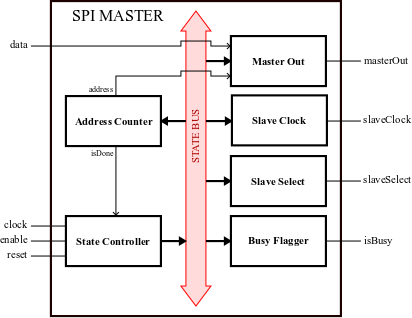 SPI MASTER
data
Master Out
masterOut
address
Address Counter
STATE BUS
Slave Clock
slaveClock
isDone
Slave Select
slaveSelect
clock
enable
reset
State Controller
Busy Flagger
isBusy